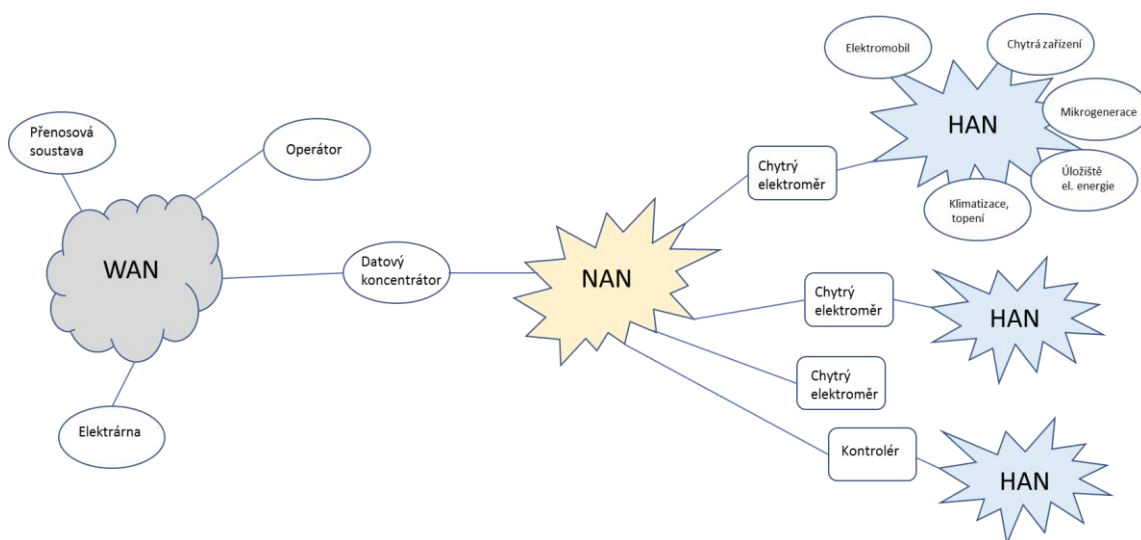 Elektromobil
Chytrá zařízení
HAN
Mikrogenerace
Úložiště
el. energie
Klimatizace,
topení
Přenosová
soustava
Operátor
Chytrý
elektroměr
WAN
Datový
koncentrátor
NAN
Chytrý
elektroměr
HAN
Chytrý
elektroměr
Elektrárna
Kontrolér
HAN